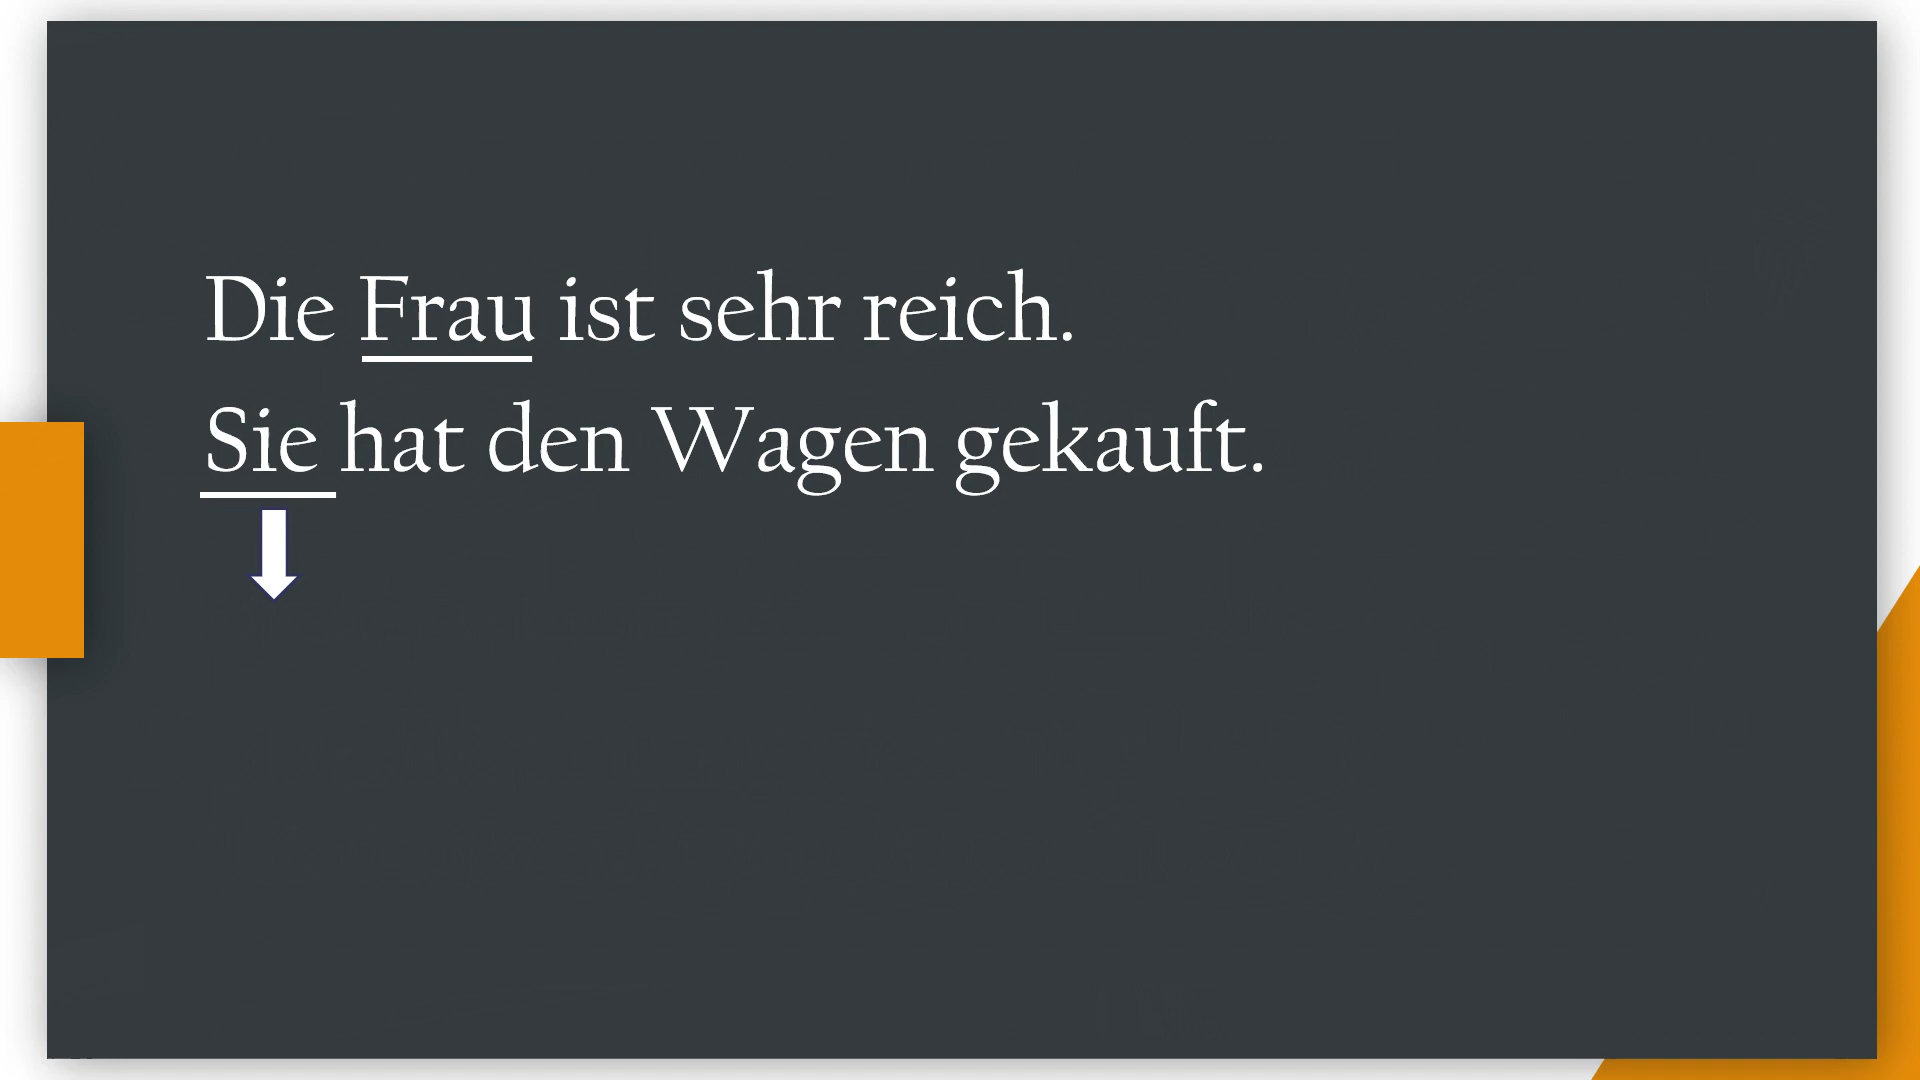 Die Frau ist sehr reich.
Sie hat den Wagen gekauft.